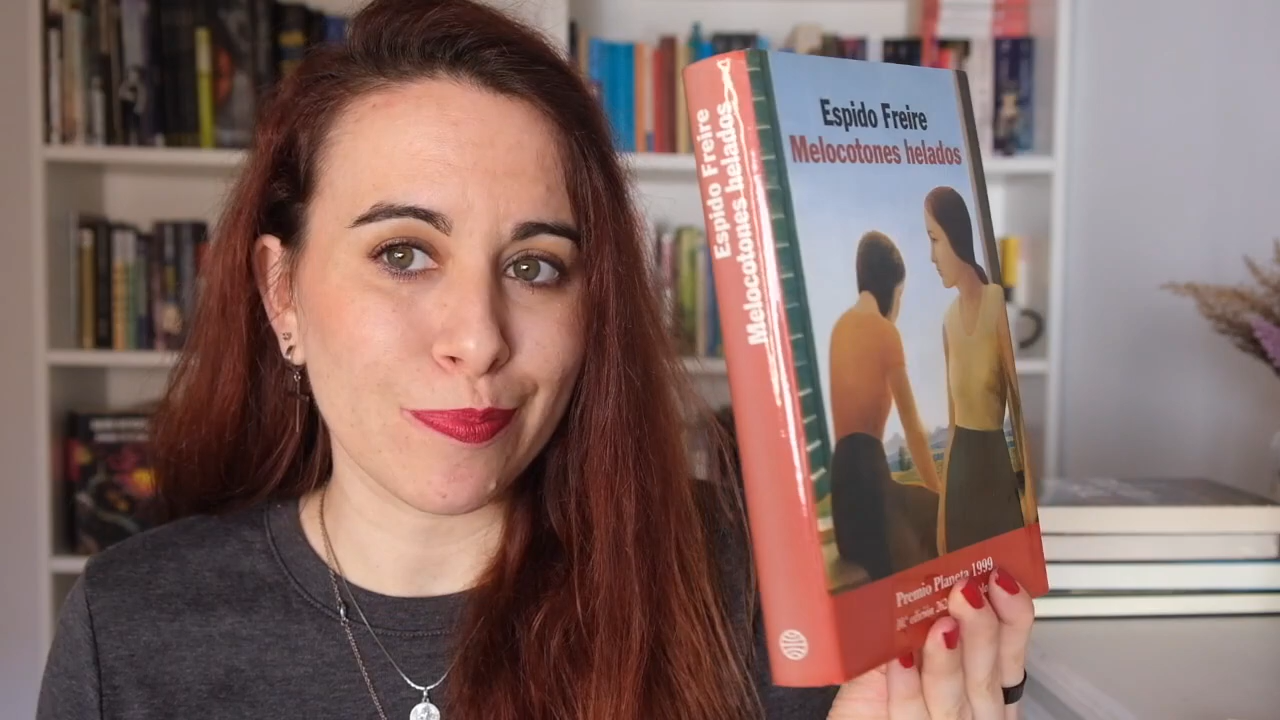 Espido Freire
Melocotones helados
Espido Freire
Melocotones helados
Premio Planeta 1999